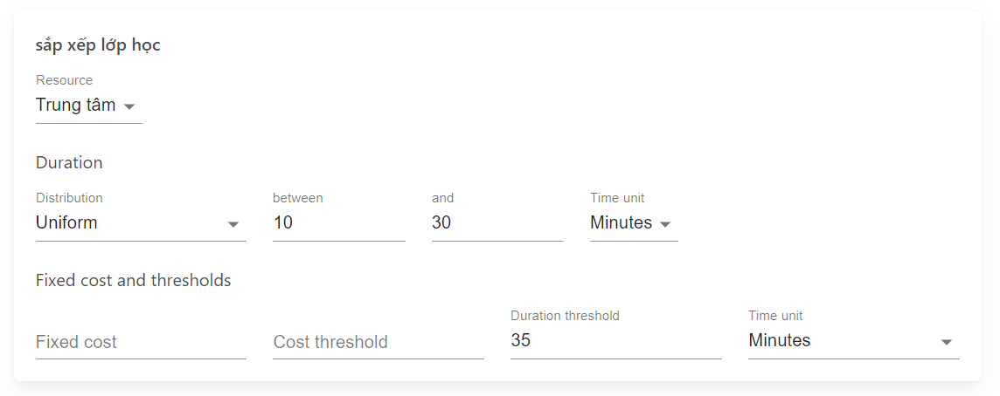 sắp xếp lớp học
Resource
Trung tâm
Duration
Distribution between and Time unit
Uniform 10 30 Minutes
Fixed cost and thresholds
Duration threshold Time unit
Fixed cost Cost threshold 35 Minutes